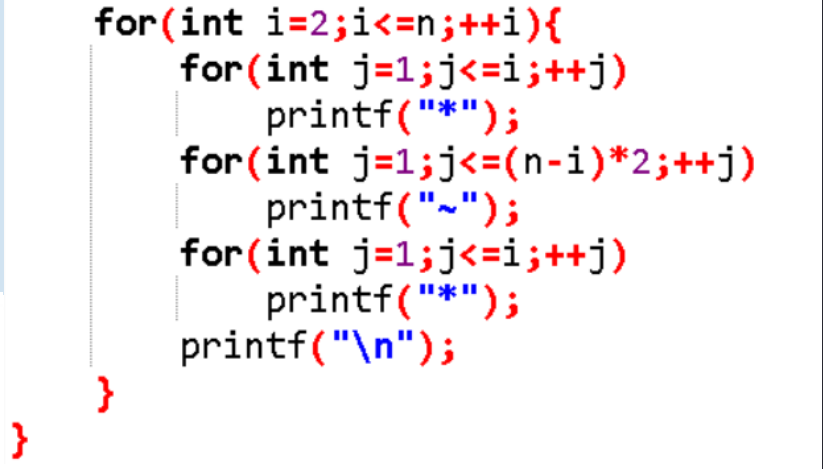 for(int i=2;i<=n;++i){
for(int j=1;j<=i;++j)
printf("*");
for(int j=1;j<=(n-i)*2;++j)
printf("~");
for(int j=1;j<=i;++j)
printf("*");
printf("\n");
}
}